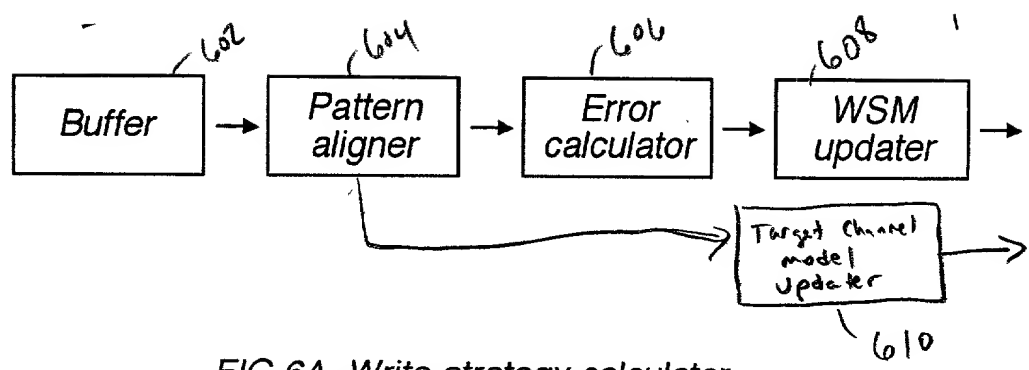 602
604
606
608
Buffer
Pattern
aligner
Error
calculator
WSM
updater
Target Channel
model
updater
610
FIG 6A. Write strategy calculator